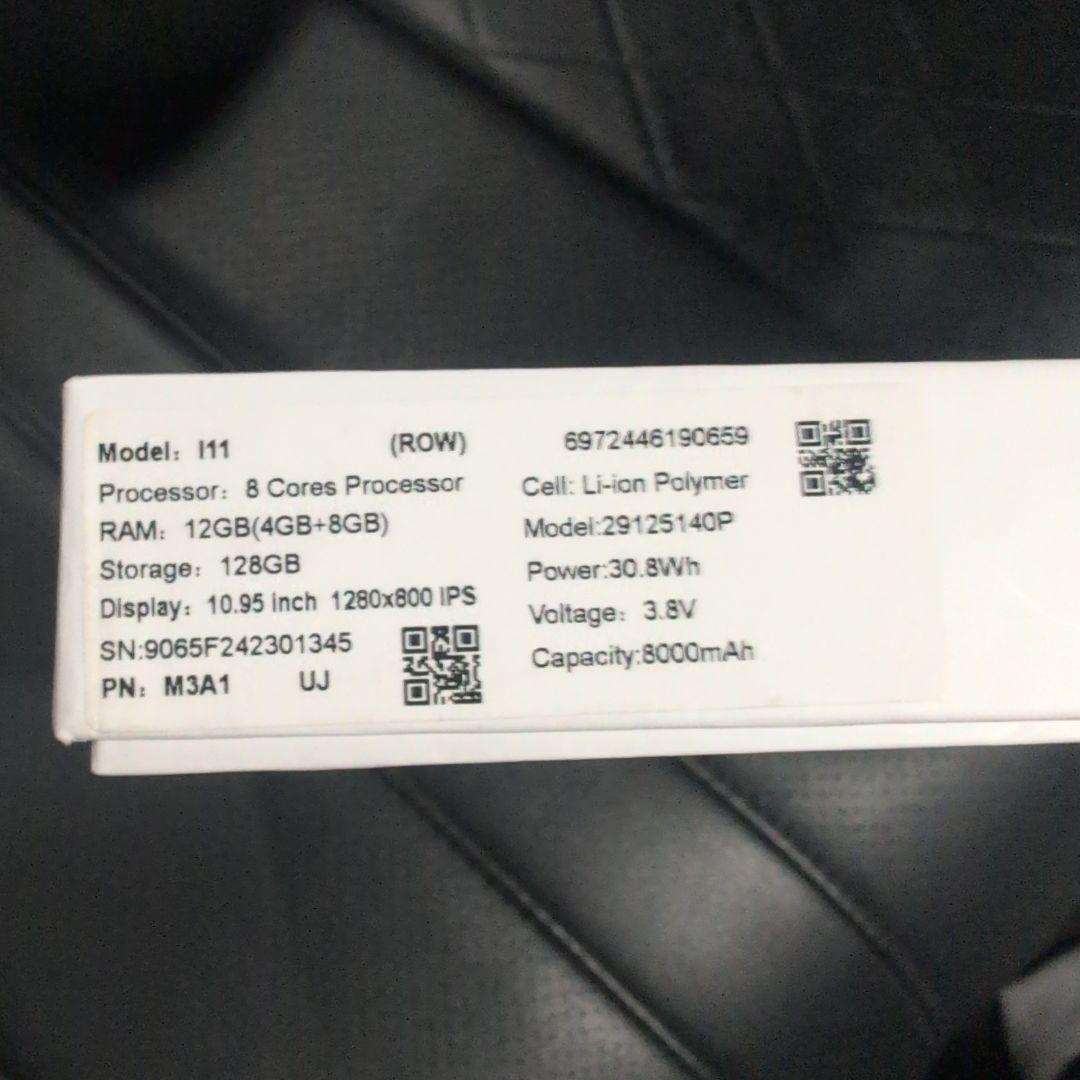 Model：I11 (ROW)
Processor：8 Cores Processor
RAM：12GB(4GB+8GB)
Storage：128GB
Display：10.95 inch 1280x800 IPS
SN:9065F242301345
PN：M3A1 UJ
6972446190659
Cell: Li-ion Polymer
Model:29125140P
Power:30.8Wh
Voltage：3.8V
Capacity:8000mAh